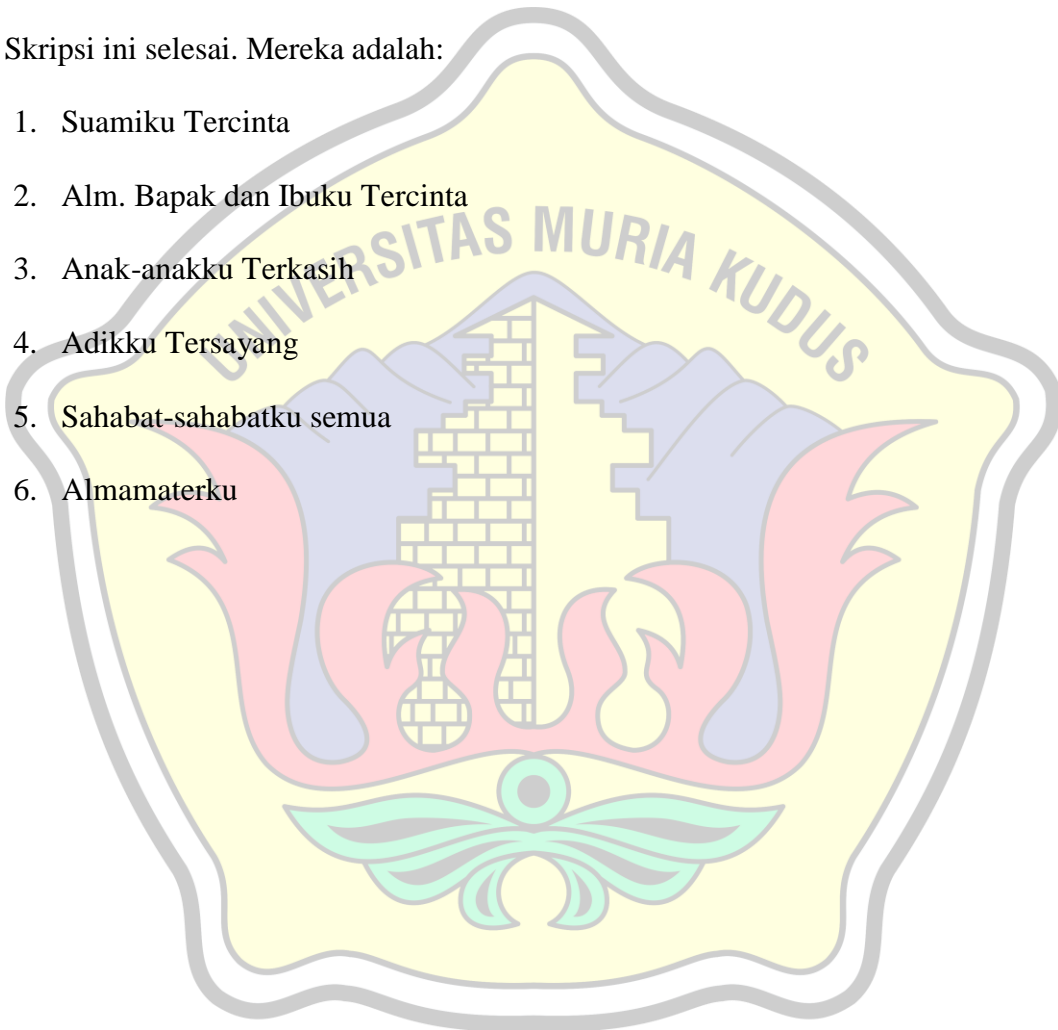 Skripsi ini selesai. Mereka adalah:
1. Suamiku Tercinta
2. Alm. Bapak dan Ibuku Tercinta
3. Anak-anakku Terkasih
4. Adikku Tersayang
5. Sahabat-sahabatku semua
6. Almamaterku
UNIVERSITAS MURIA KUDUS